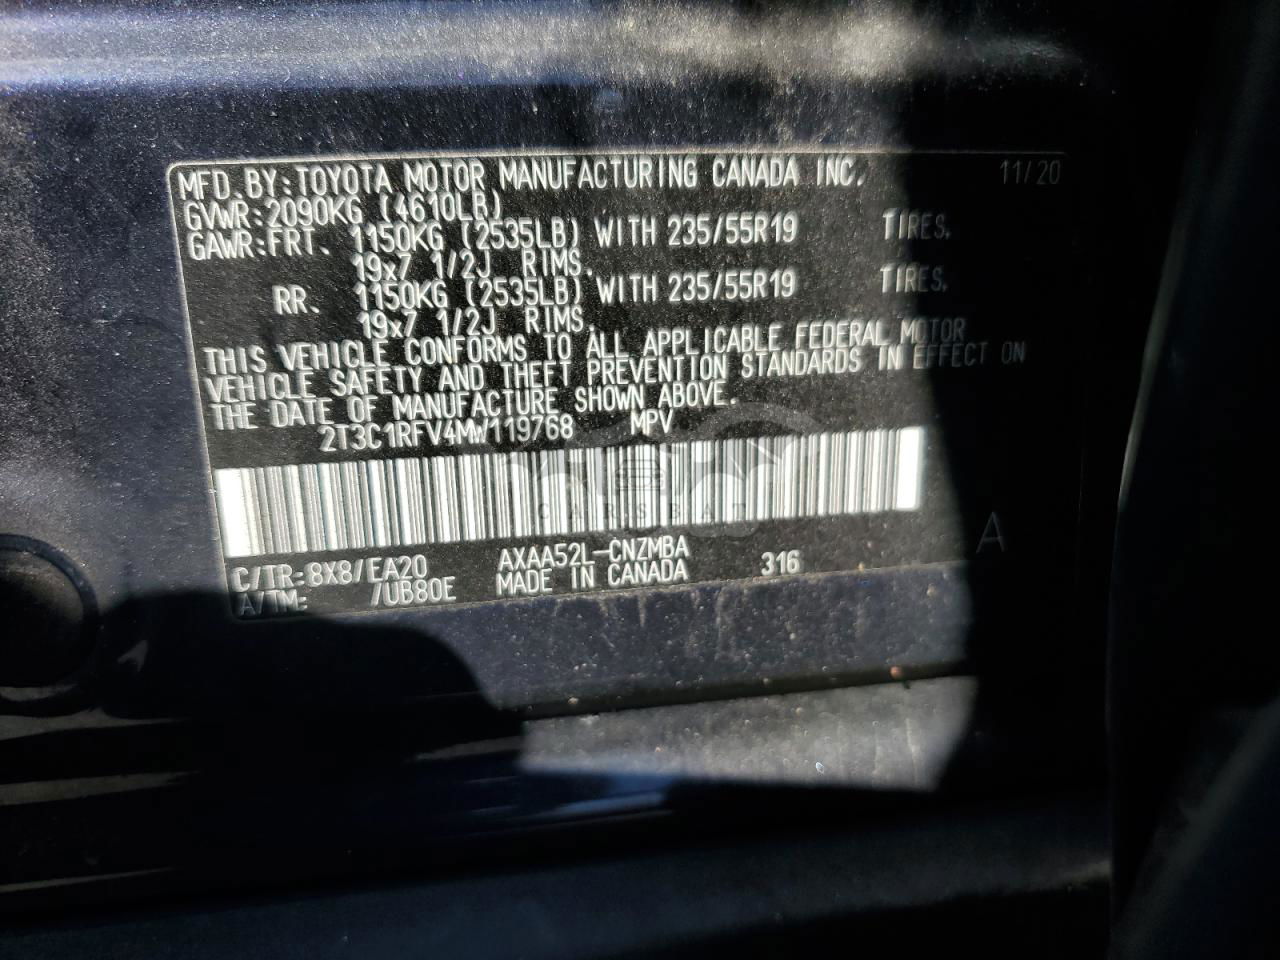 MFD. BY: TOYOTA MOTOR MANUFACTURING CANADA INC. 11/20
GVWR: 2090KG (4610LB)
GAWR: FRT. 1150KG (2535LB) WITH 235/55R19 TIRES.
19x7 1/2J RIMS.
RR. 1150KG (2535LB) WITH 235/55R19 TIRES.
19x7 1/2J RIMS.
THIS VEHICLE CONFORMS TO ALL APPLICABLE FEDERAL MOTOR
VEHICLE SAFETY AND THEFT PREVENTION STANDARDS IN EFFECT ON
THE DATE OF MANUFACTURE SHOWN ABOVE.
2T3C1RFV4MW119768 MPV
CARSBAT
A
C/TR: 8X8/EA20 AXAA52L-CNZMBA 316
A/TM: /UB80E MADE IN CANADA